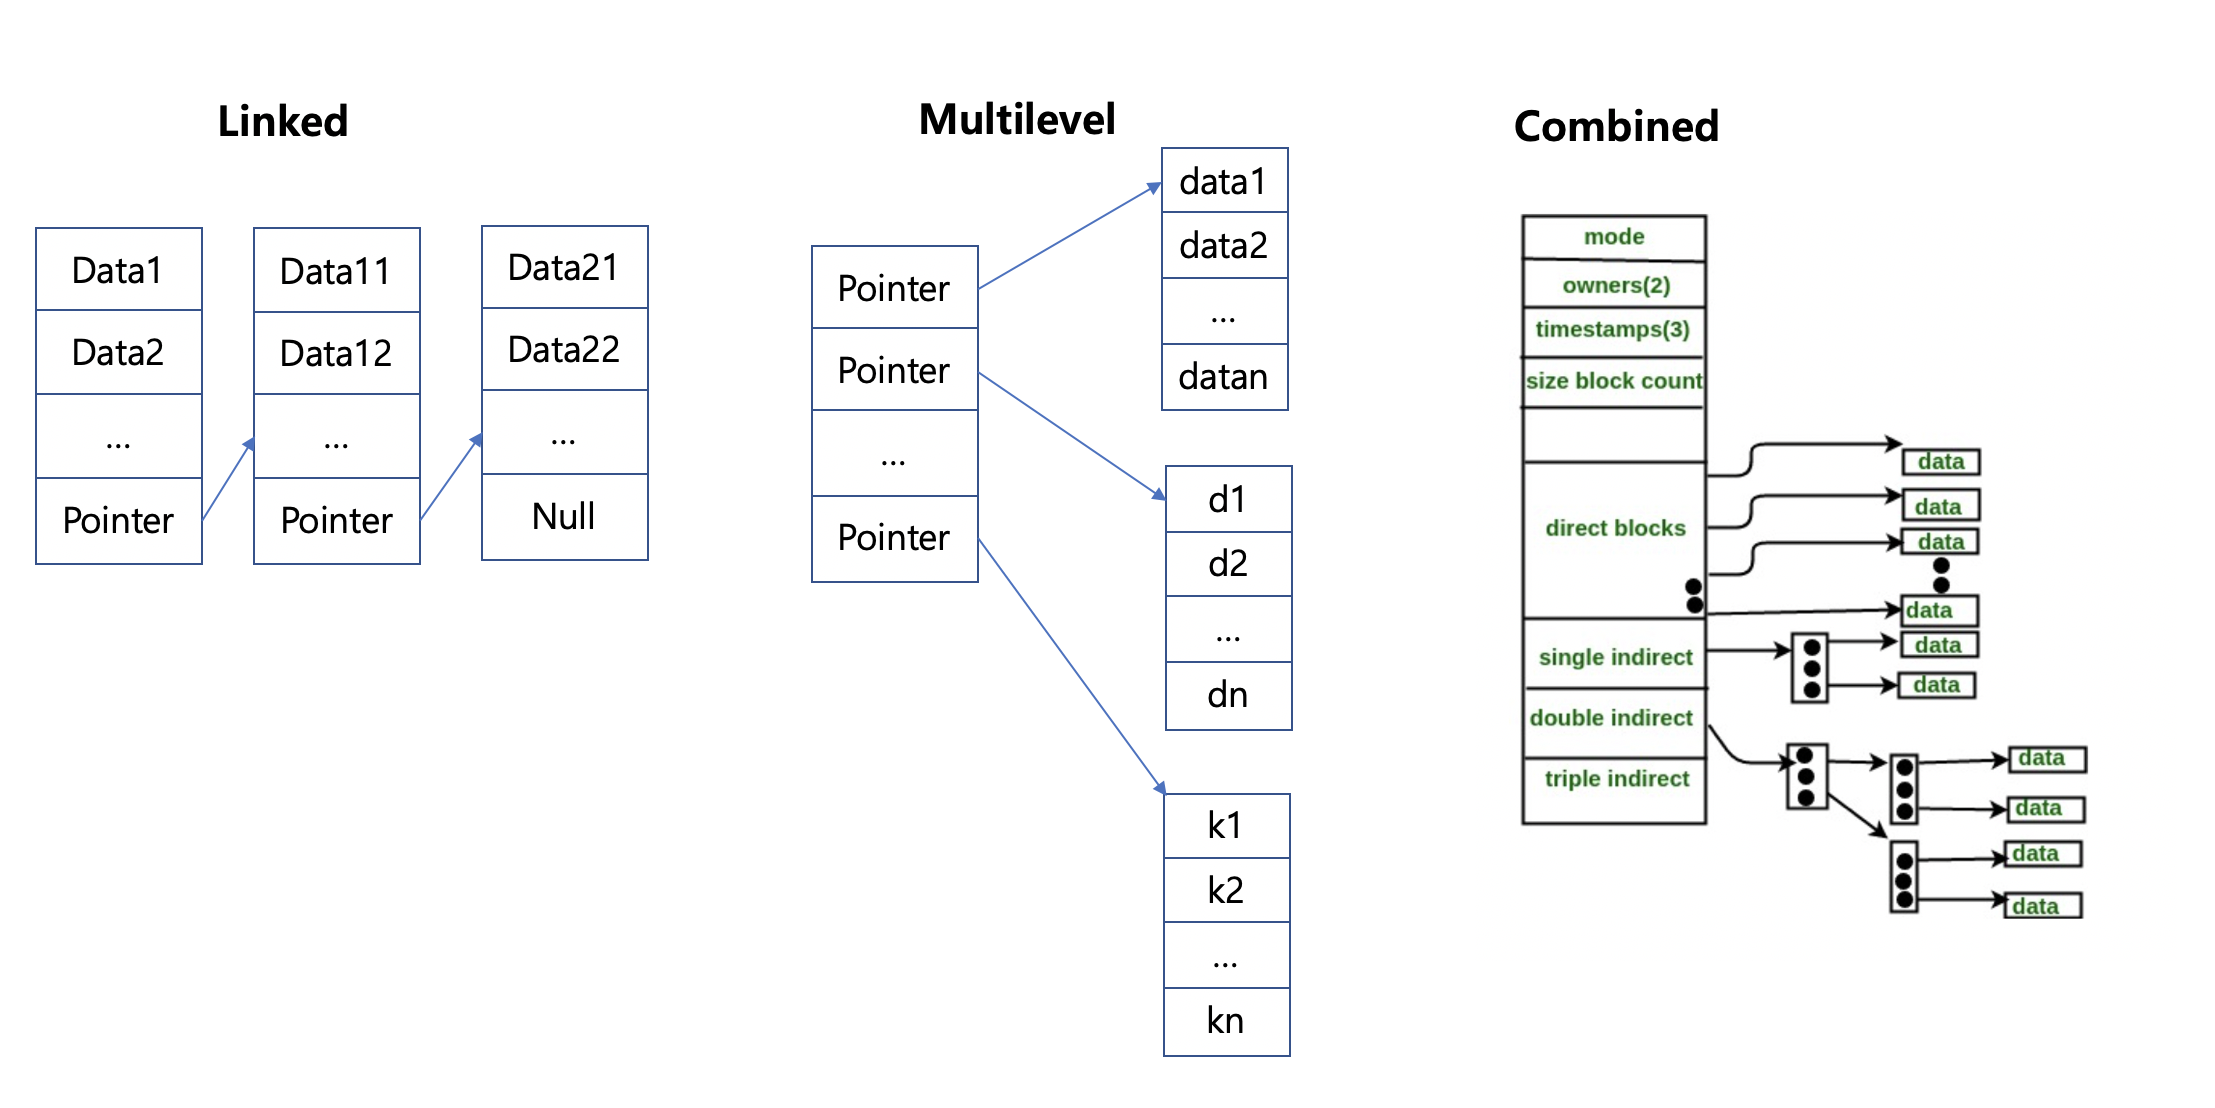 Linked
Data1
Data2
...
Pointer
Data11
Data12
...
Pointer
Data21
Data22
...
Null
Multilevel
Pointer
Pointer
...
Pointer
data1
data2
...
datan
d1
d2
...
dn
k1
k2
...
kn
Combined
mode
owners(2)
timestamps(3)
size block count
direct blocks
single indirect
double indirect
triple indirect
data
data
data
data
data
data
data
data
data
data